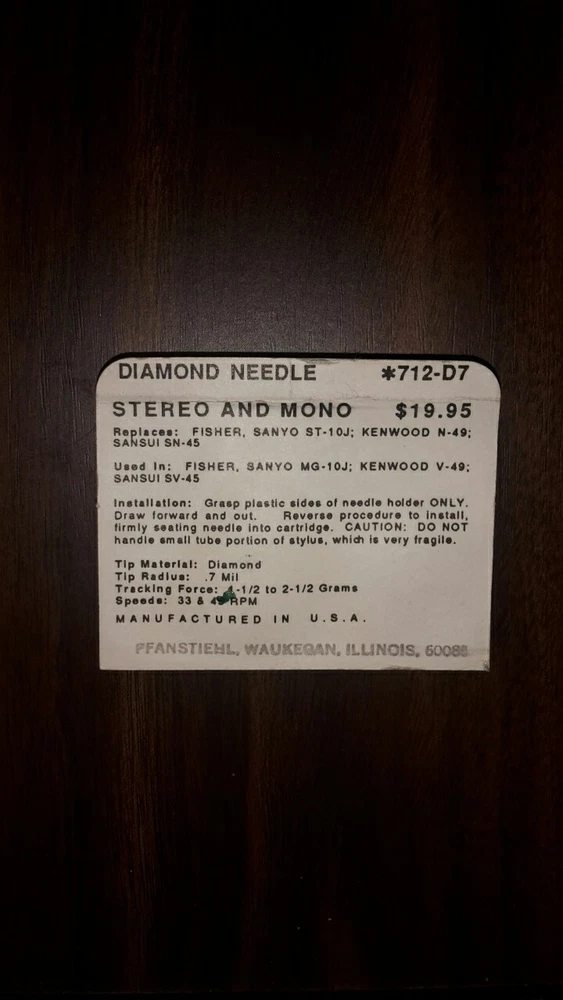 DIAMOND NEEDLE *712-D7
STEREO AND MONO $19.95
Replaces: FISHER, SANYO ST-10J; KENWOOD N-49;
SANSUI SN-45
Used In: FISHER, SANYO MG-10J; KENWOOD V-49;
SANSUI SV-45
Installation: Grasp plastic sides of needle holder ONLY.
Draw forward and out. Reverse procedure to install,
firmly seating needle into cartridge. CAUTION: DO NOT
handle small tube portion of stylus, which is very fragile.
Tip Material: Diamond
Tip Radius: .7 Mil
Tracking Force: 1-1/2 to 2-1/2 Grams
Speeds: 33 & 45 RPM
MANUFACTURED IN U.S.A.
PFANSTIEHL, WAUKEGAN, ILLINOIS, 60085